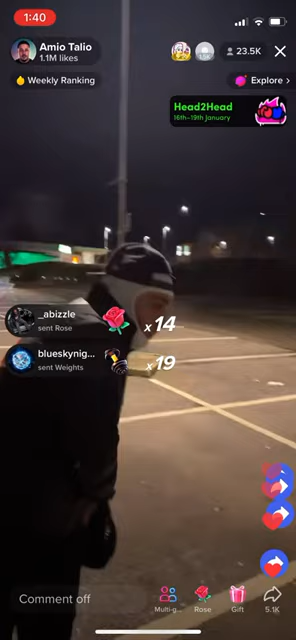 1:40
Amio Talio
1.1M likes
23.5K
Weekly Ranking
Explore >
Head2Head
16th-19th January
_abizzle
sent Rose
x14
blueskynig...
sent Weights
x19
Comment off
Multi-g...
Rose
Gift
5.1K